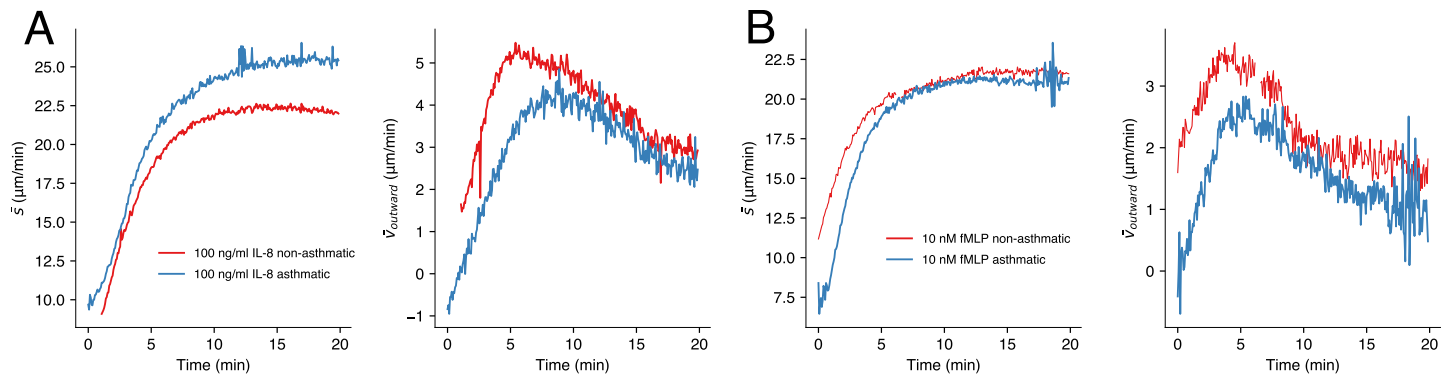 A
s̄ (μm/min)
25.0
22.5
20.0
17.5
15.0
12.5
10.0
0 5 10 15 20
Time (min)
100 ng/ml IL-8 non-asthmatic
100 ng/ml IL-8 asthmatic
v̄outward (μm/min)
5
4
3
2
1
0
−1
0 5 10 15 20
Time (min)
B
s̄ (μm/min)
25.0
22.5
20.0
17.5
15.0
12.5
10.0
7.5
0 5 10 15 20
Time (min)
10 nM fMLP non-asthmatic
10 nM fMLP asthmatic
v̄outward (μm/min)
3
2
1
0
0 5 10 15 20
Time (min)